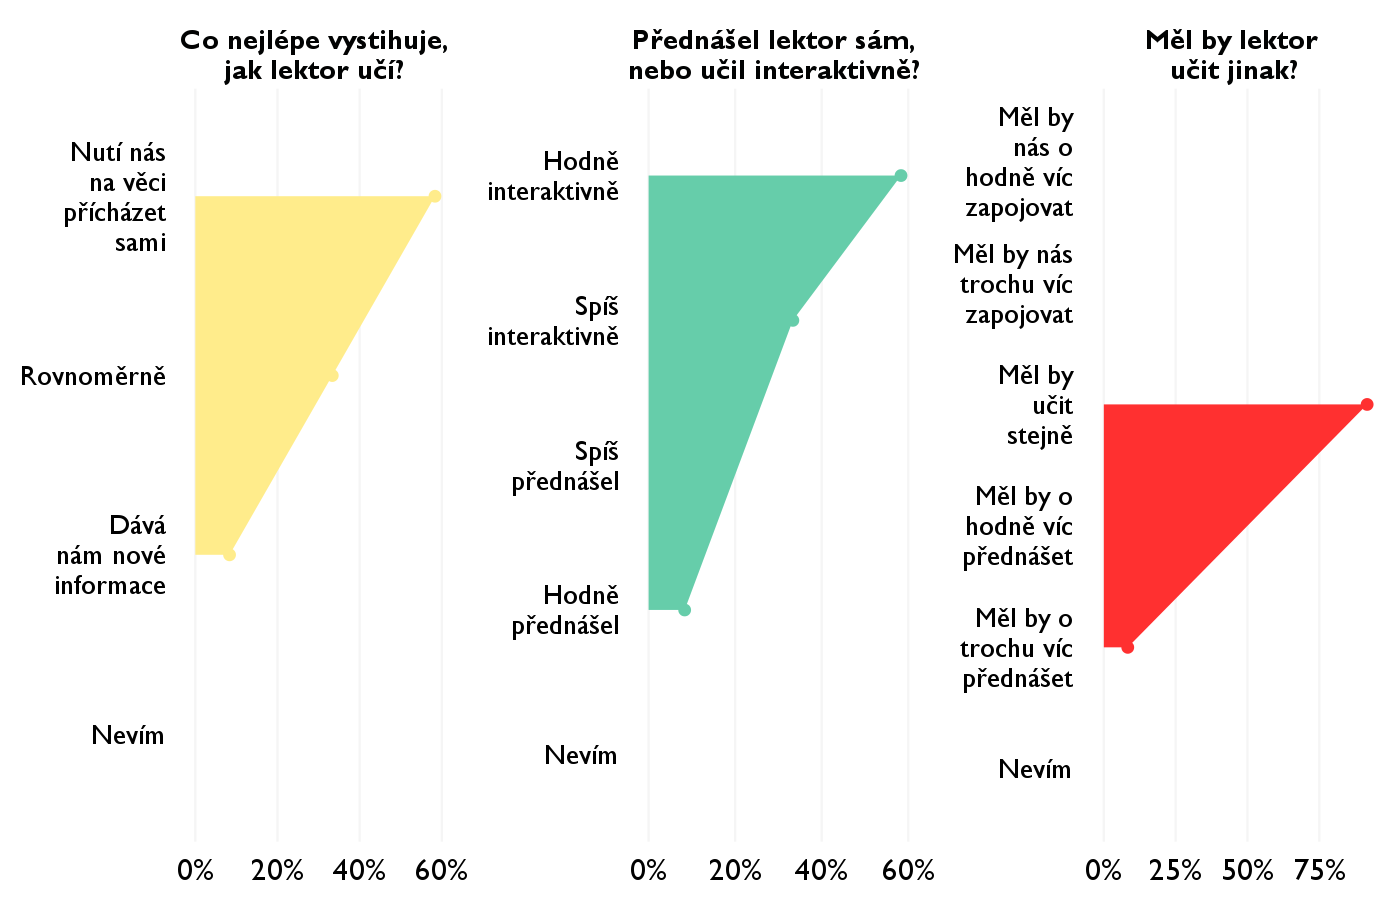 Co nejlépe vystihuje,
jak lektor učí?
Nutí nás
na věci
přícházet
sami
Rovnoměrně
Dává
nám nové
informace
Nevím
0% 20% 40% 60%
Přednášel lektor sám,
nebo učil interaktivně?
Hodně
interaktivně
Spíš
interaktivně
Spíš
přednášel
Hodně
přednášel
Nevím
0% 20% 40% 60%
Měl by lektor
učit jinak?
Měl by
nás o
hodně víc
zapojovat
Měl by nás
trochu víc
zapojovat
Měl by
učit
stejně
Měl by o
hodně víc
přednášet
Měl by o
trochu víc
přednášet
Nevím
0% 25% 50% 75%